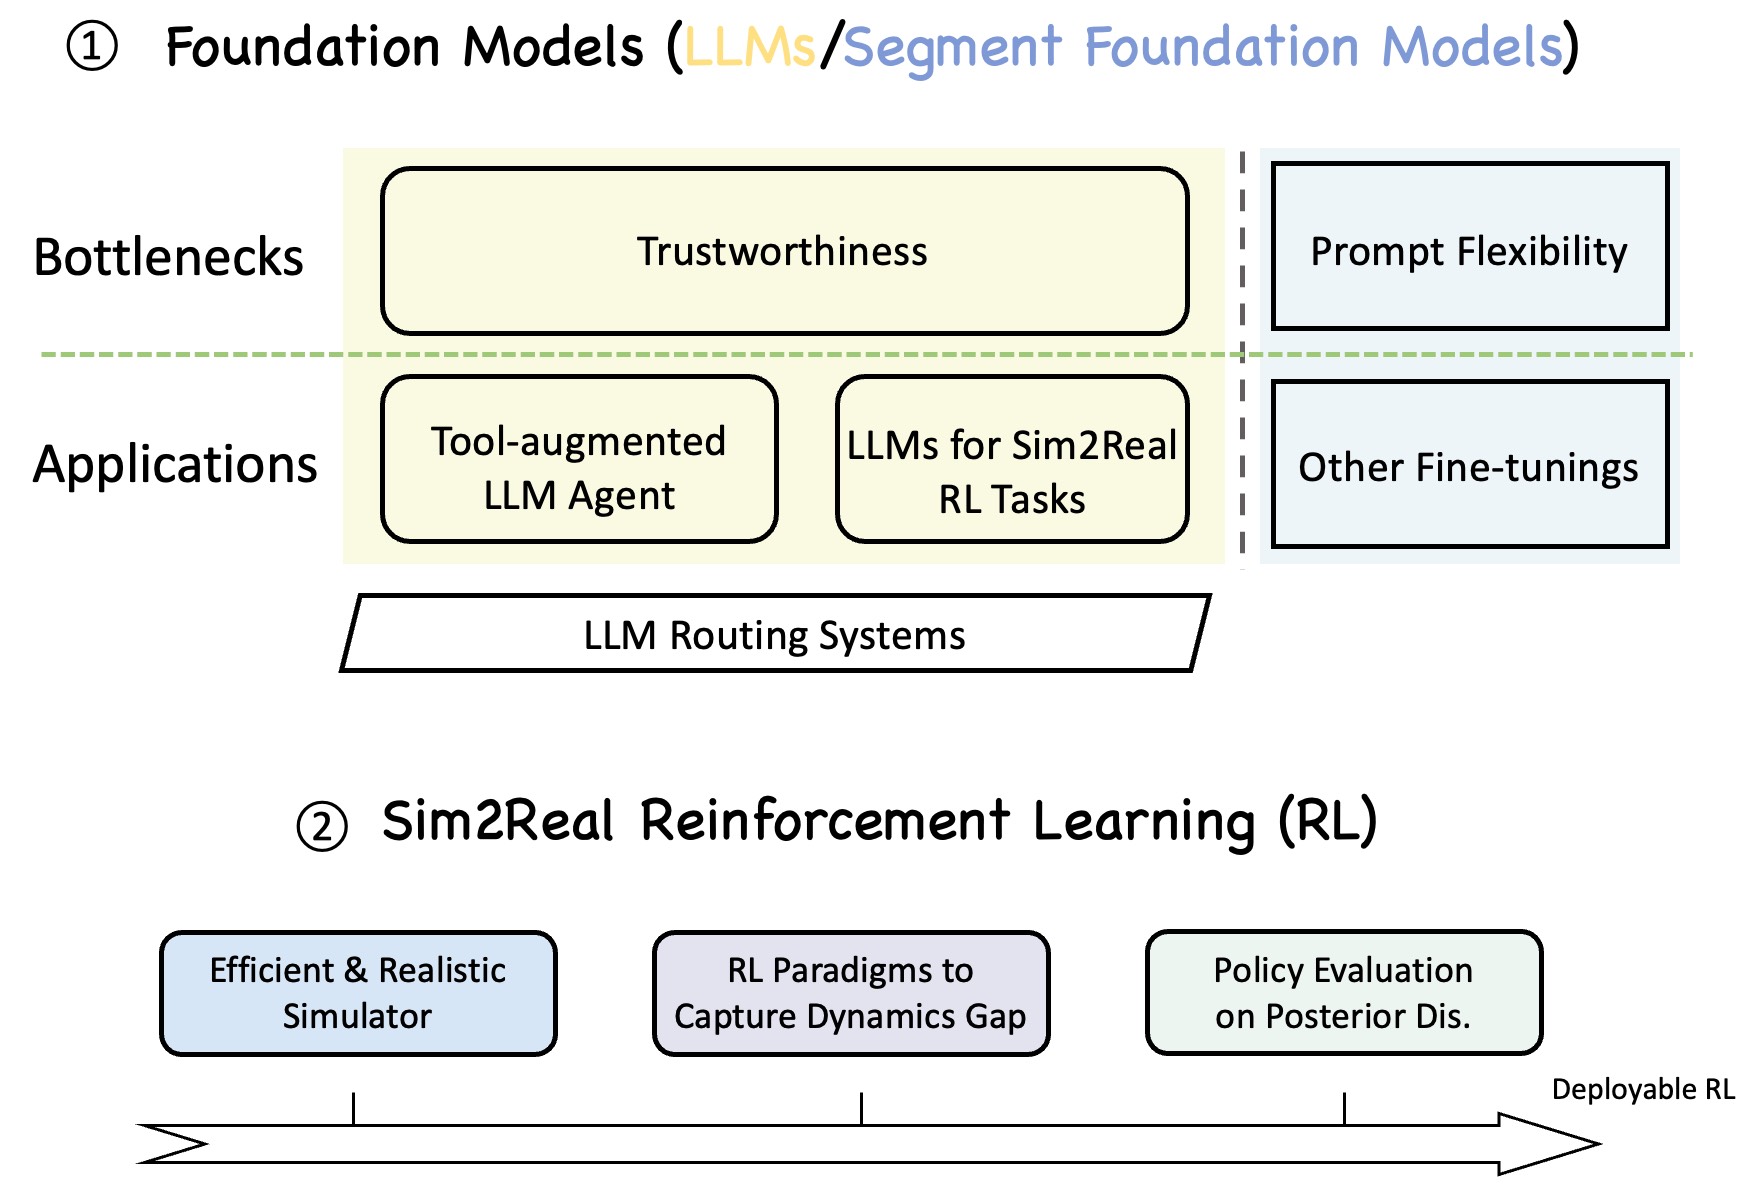 ① Foundation Models (LLMs/Segment Foundation Models)
Bottlenecks
Trustworthiness
Prompt Flexibility
Applications
Tool-augmented
LLM Agent
LLMs for Sim2Real
RL Tasks
Other Fine-tunings
LLM Routing Systems
② Sim2Real Reinforcement Learning (RL)
Efficient & Realistic
Simulator
RL Paradigms to
Capture Dynamics Gap
Policy Evaluation
on Posterior Dis.
Deployable RL